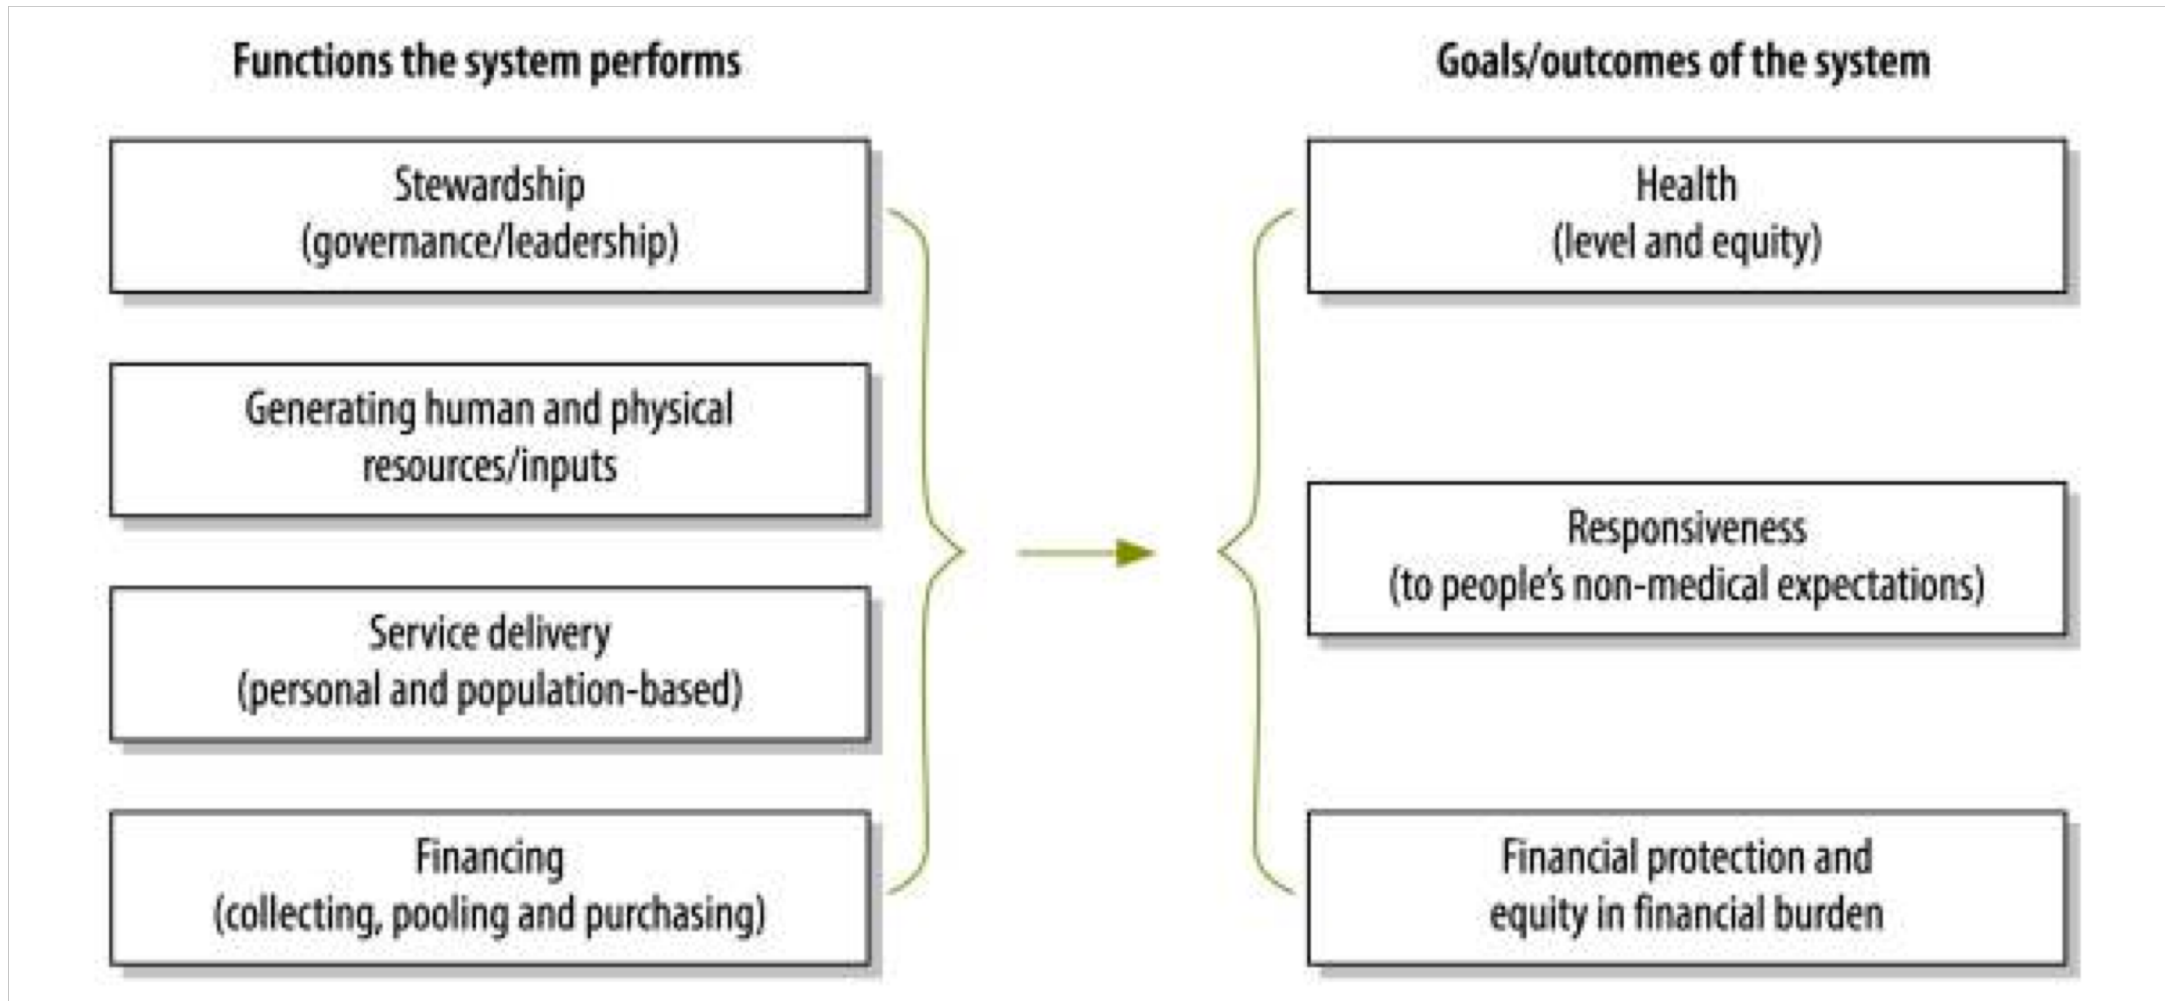 Functions the system performs
Stewardship
(governance/leadership)
Generating human and physical
resources/inputs
Service delivery
(personal and population-based)
Financing
(collecting, pooling and purchasing)
Goals/outcomes of the system
Health
(level and equity)
Responsiveness
(to people's non-medical expectations)
Financial protection and
equity in financial burden